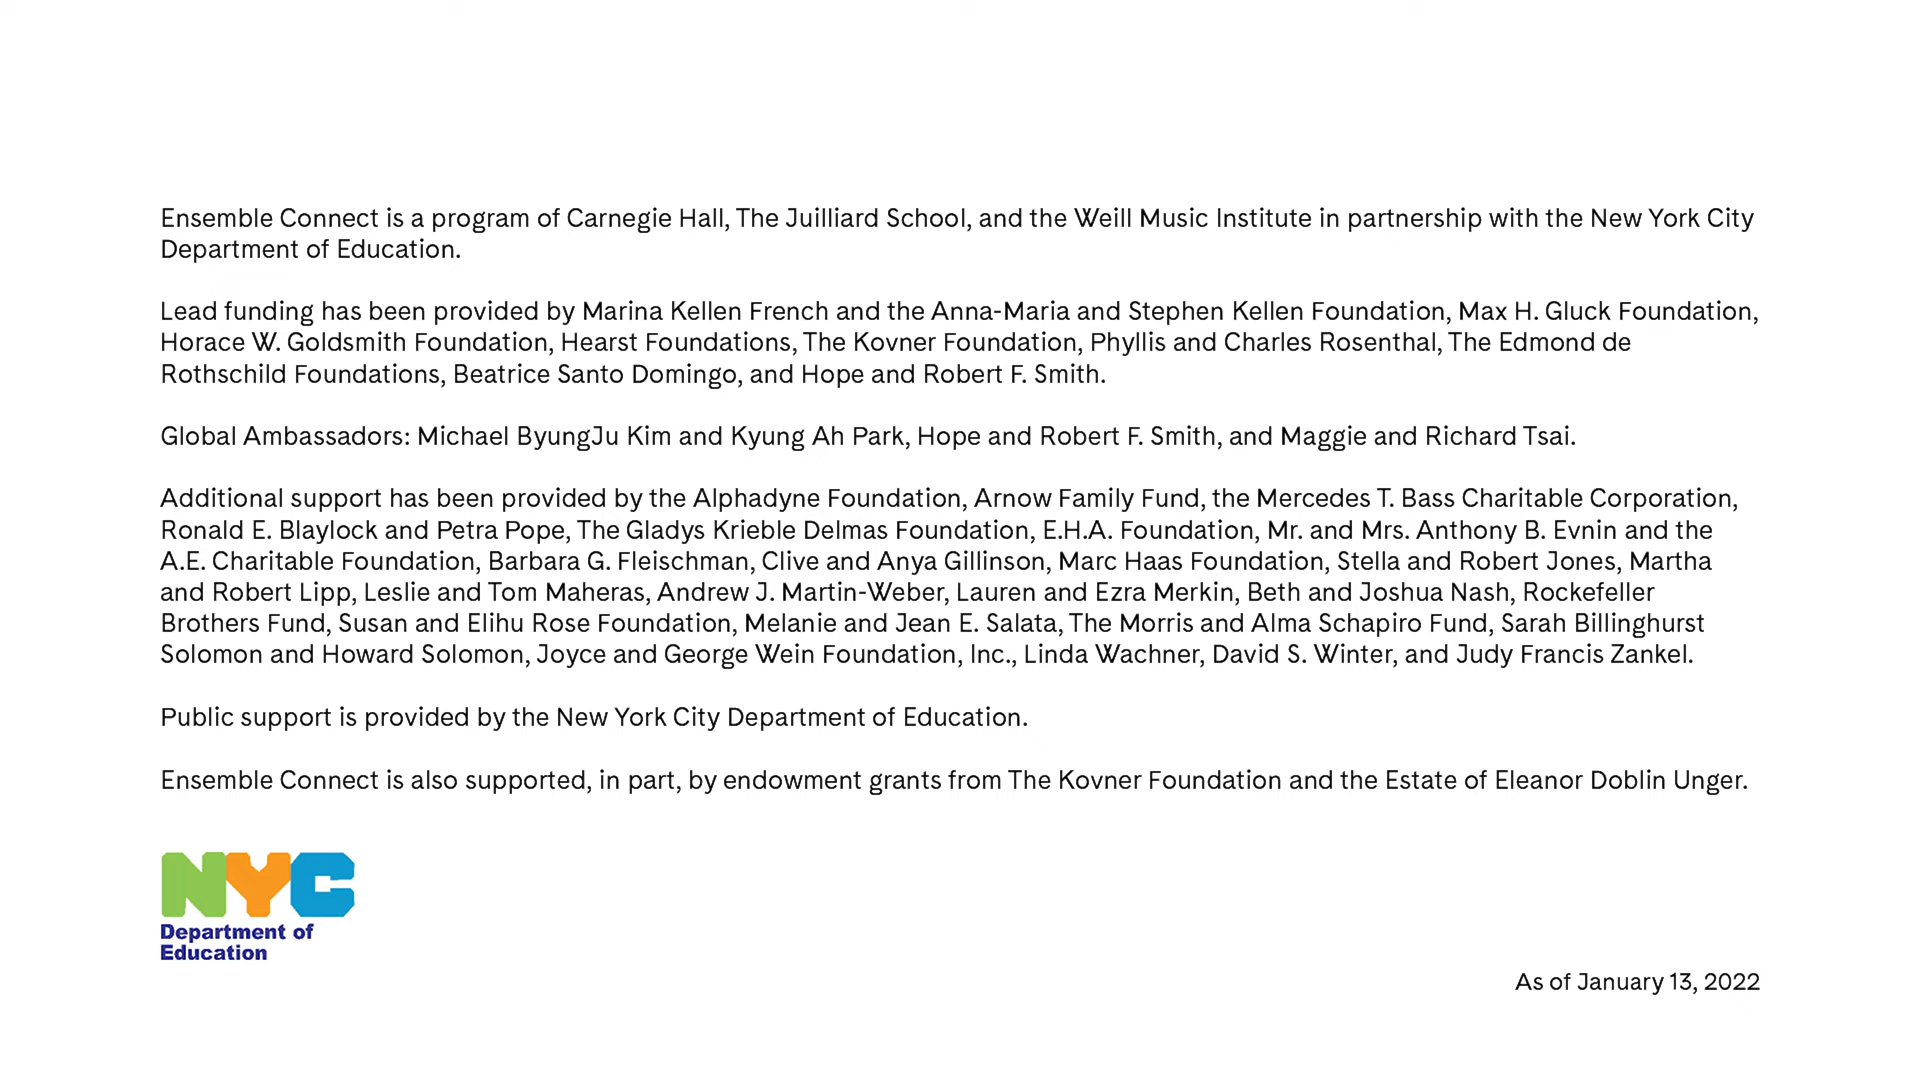 Ensemble Connect is a program of Carnegie Hall, The Juilliard School, and the Weill Music Institute in partnership with the New York City
Department of Education.
Lead funding has been provided by Marina Kellen French and the Anna-Maria and Stephen Kellen Foundation, Max H. Gluck Foundation,
Horace W. Goldsmith Foundation, Hearst Foundations, The Kovner Foundation, Phyllis and Charles Rosenthal, The Edmond de
Rothschild Foundations, Beatrice Santo Domingo, and Hope and Robert F. Smith.
Global Ambassadors: Michael ByungJu Kim and Kyung Ah Park, Hope and Robert F. Smith, and Maggie and Richard Tsai.
Additional support has been provided by the Alphadyne Foundation, Arnow Family Fund, the Mercedes T. Bass Charitable Corporation,
Ronald E. Blaylock and Petra Pope, The Gladys Krieble Delmas Foundation, E.H.A. Foundation, Mr. and Mrs. Anthony B. Evnin and the
A.E. Charitable Foundation, Barbara G. Fleischman, Clive and Anya Gillinson, Marc Haas Foundation, Stella and Robert Jones, Martha
and Robert Lipp, Leslie and Tom Maheras, Andrew J. Martin-Weber, Lauren and Ezra Merkin, Beth and Joshua Nash, Rockefeller
Brothers Fund, Susan and Elihu Rose Foundation, Melanie and Jean E. Salata, The Morris and Alma Schapiro Fund, Sarah Billinghurst
Solomon and Howard Solomon, Joyce and George Wein Foundation, Inc., Linda Wachner, David S. Winter, and Judy Francis Zankel.
Public support is provided by the New York City Department of Education.
Ensemble Connect is also supported, in part, by endowment grants from The Kovner Foundation and the Estate of Eleanor Doblin Unger.
NYC
Department of
Education
As of January 13, 2022